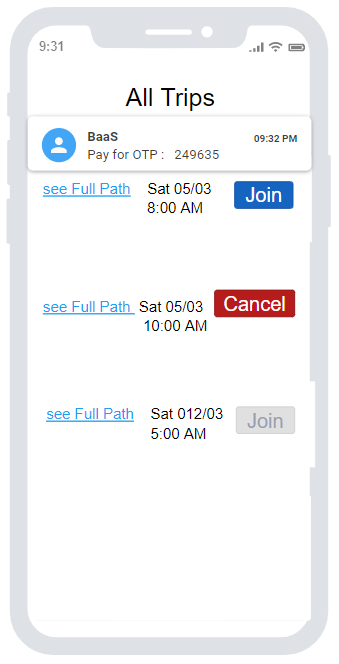 9:31
All Trips
BaaS 09:32 PM
Pay for OTP : 249635
see Full Path Sat 05/03 Join
8:00 AM
see Full Path Sat 05/03 Cancel
10:00 AM
see Full Path Sat 012/03 Join
5:00 AM